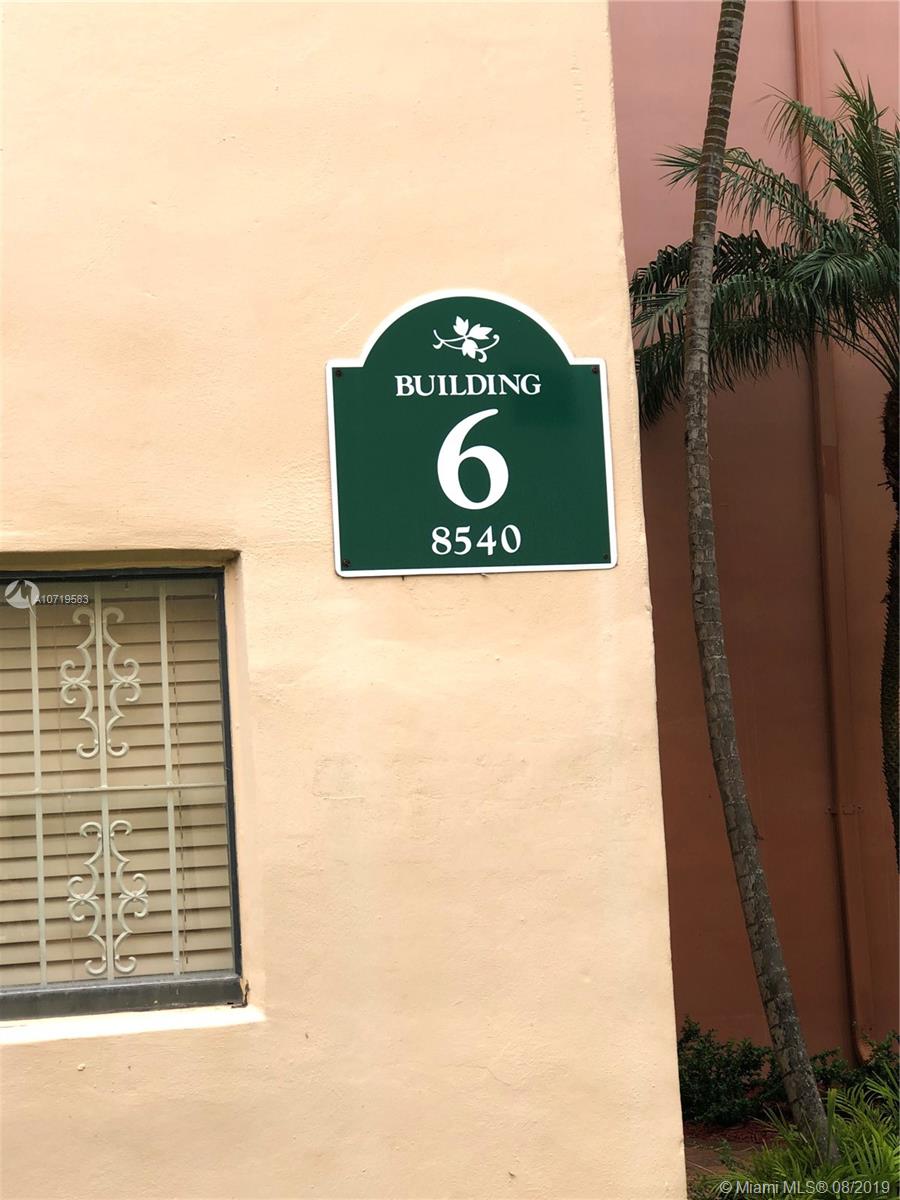 BUILDING
6
8540
A10719583
© Miami MLS® 08/2019